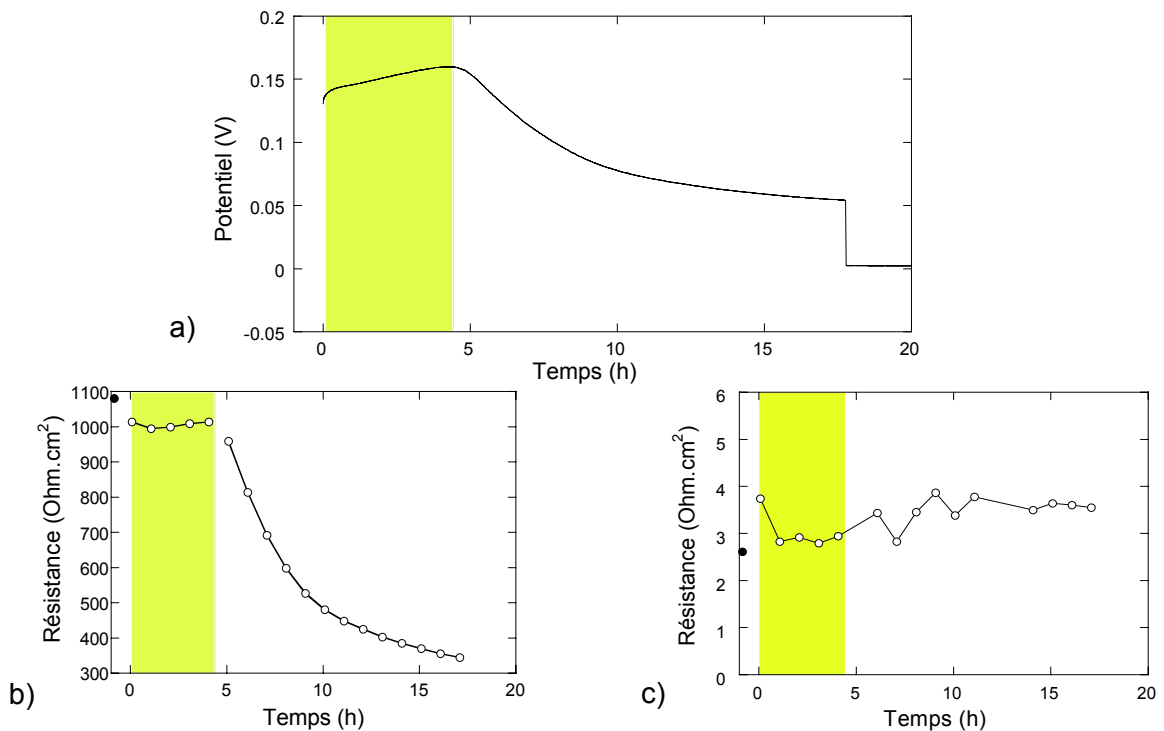 0.2
0.15
0.1
0.05
0
-0.05
Potentiel (V)
a)
0 5 10 15 20
Temps (h)
1100
1000
900
800
700
600
500
400
300
Résistance (Ohm.cm²)
b)
0 5 10 15 20
Temps (h)
6
5
4
3
2
1
0
Résistance (Ohm.cm²)
c)
0 5 10 15 20
Temps (h)